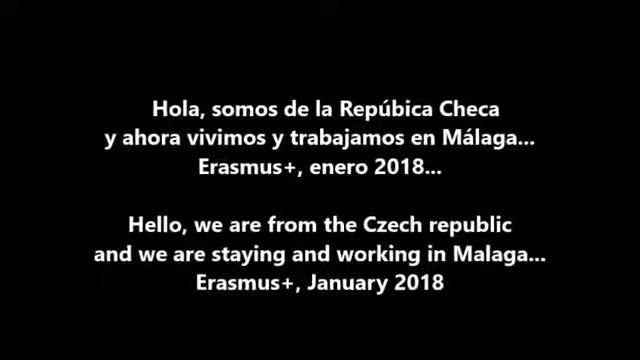 Hola, somos de la Repúbica Checa
y ahora vivimos y trabajamos en Málaga...
Erasmus+, enero 2018...
Hello, we are from the Czech republic
and we are staying and working in Malaga...
Erasmus+, January 2018